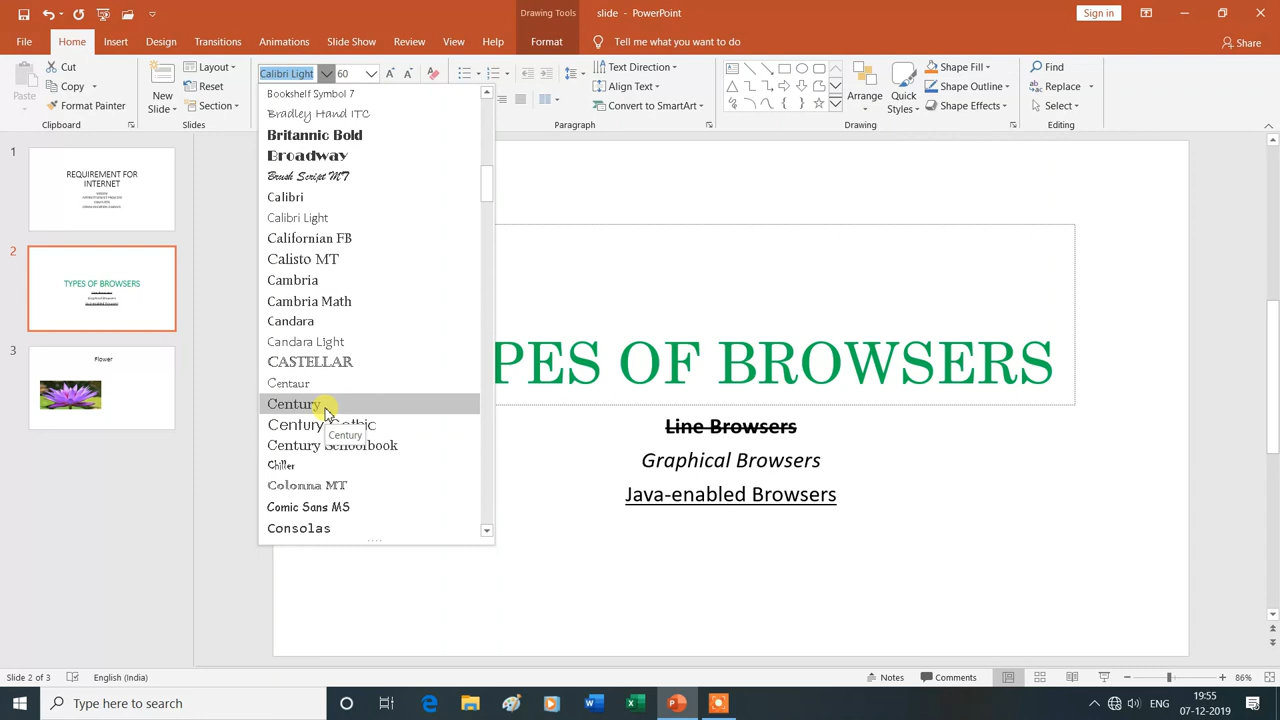 Drawing Tools
slide - PowerPoint
Sign in
File
Home
Insert
Design
Transitions
Animations
Slide Show
Review
View
Help
Format
Tell me what you want to do
Share
Paste
Cut
Copy
Format Painter
Clipboard
New
Slide
Layout
Reset
Section
Slides
Calibri Light
60
Text Direction
Align Text
Convert to SmartArt
Paragraph
Arrange
Quick
Styles
Shape Fill
Shape Outline
Shape Effects
Drawing
Find
Replace
Select
Editing
Bookshelf Symbol 7
Bradley Hand ITC
Britannic Bold
Broadway
Brush Script MT
Calibri
Calibri Light
Californian FB
Calisto MT
Cambria
Cambria Math
Candara
Candara Light
CASTELLAR
Centaur
Century
Century Gothic
Century
Century Schoolbook
Chiller
Colonna MT
Comic Sans MS
Consolas
1
REQUIREMENT FOR
INTERNET
2
TYPES OF BROWSERS
Line Browsers
Graphical Browsers
Java-enabled Browsers
3
Flower
PES OF BROWSERS
Line Browsers
Graphical Browsers
Java-enabled Browsers
Slide 2 of 3
English (India)
Notes
Comments
86%
Type here to search
ENG
19:55
07-12-2019